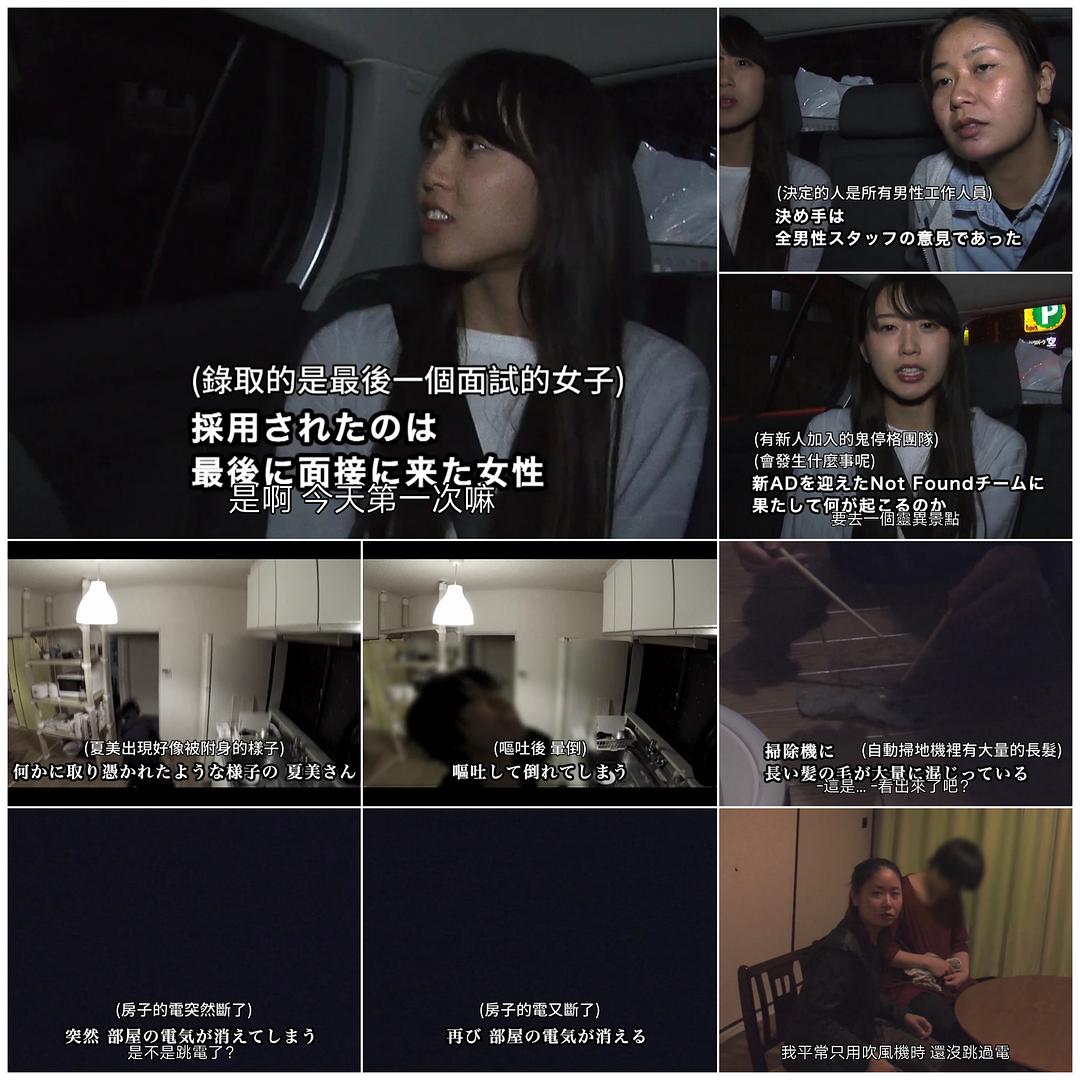 (錄取的是最後一個面試的女子)
採用されたのは
最後に面接に来た女性
是啊 今天第一次嘛
(決定的人是所有男性工作人員)
決め手は
全男性スタッフの意見であった
P
空
(有新人加入的鬼停格團隊)
(會發生什麼事呢)
新ADを迎えたNot Foundチームに
果たして何が起こるのか
要去一個靈異景點
(夏美出現好像被附身的樣子)
何かに取り憑かれたような様子の 夏美さん
(嘔吐後 暈倒)
嘔吐して倒れてしまう
掃除機に (自動掃地機裡有大量的長髮)
長い髪の毛が大量に混じっている
-這是... -看出來了吧?
(房子的電突然斷了)
突然 部屋の電気が消えてしまう
是不是跳電了?
(房子的電又斷了)
再び 部屋の電気が消える
我平常只用吹風機時 還沒跳過電